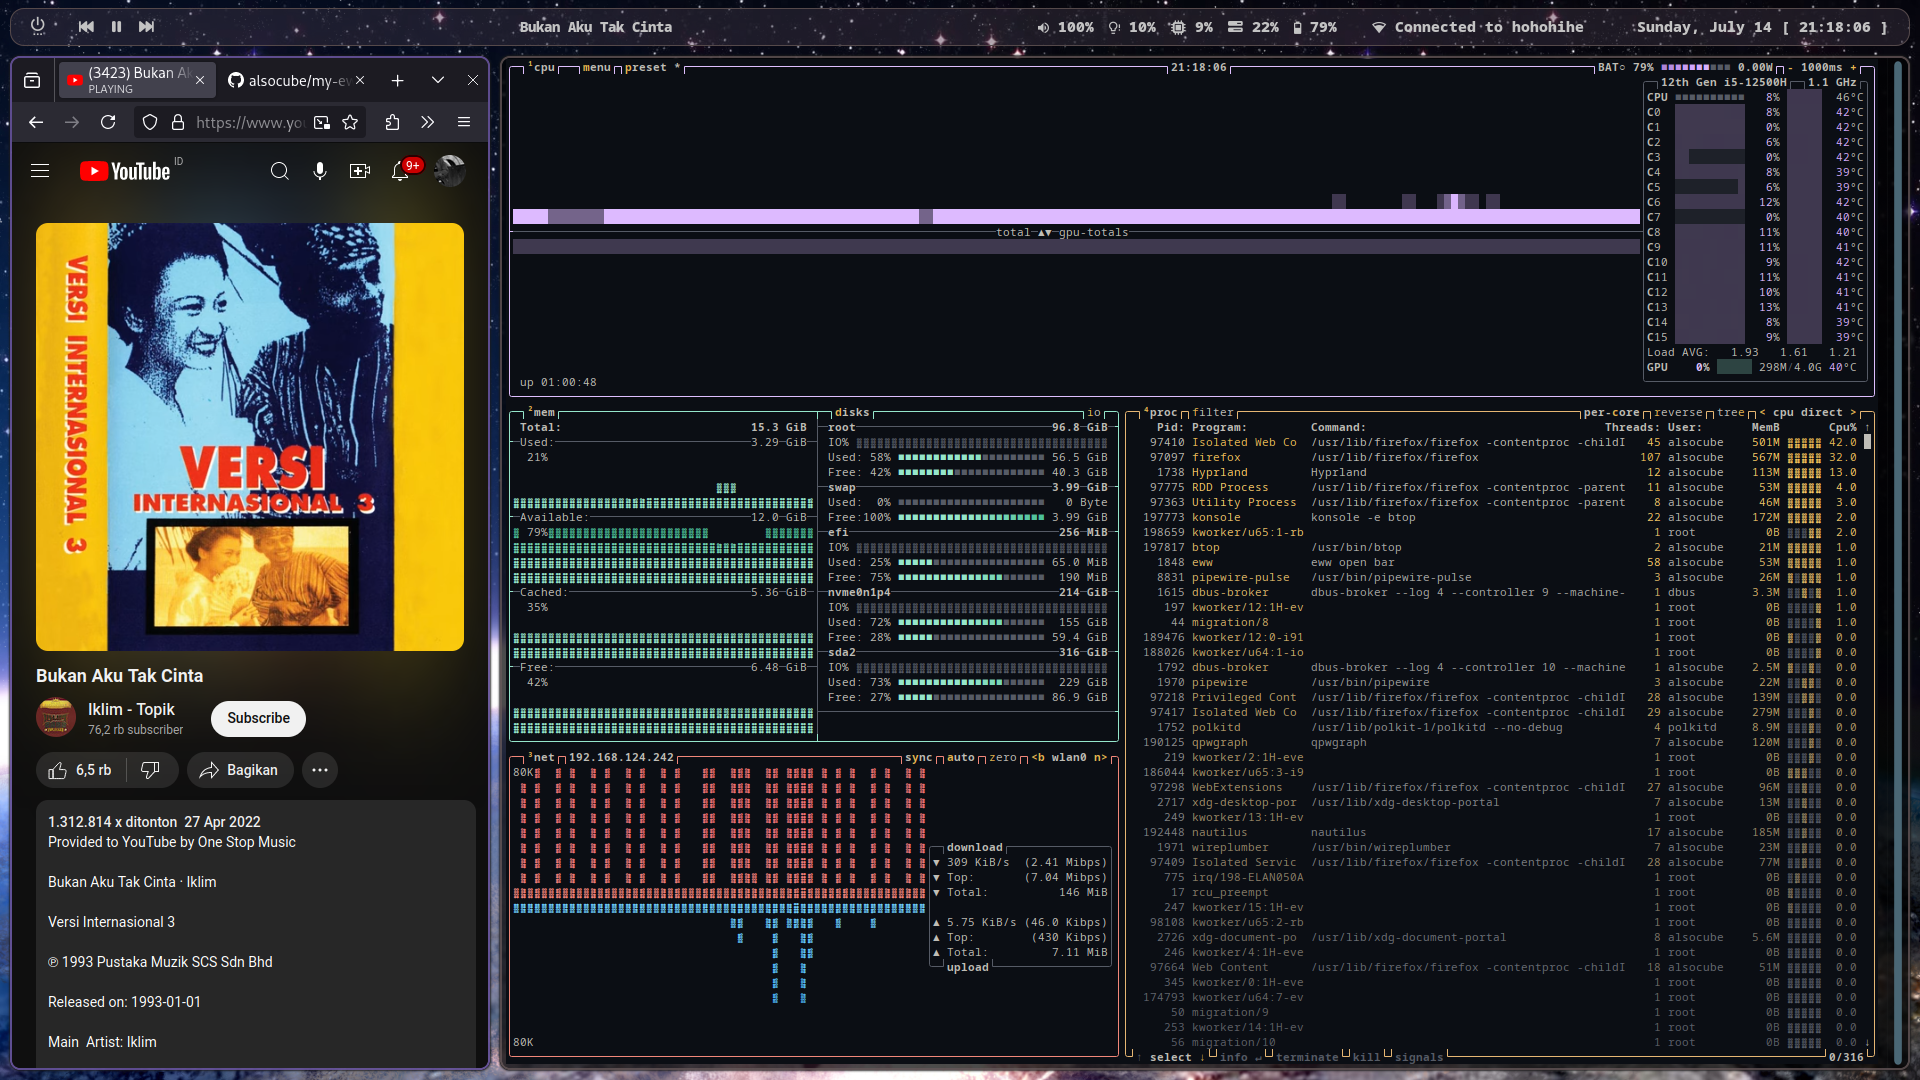 Bukan Aku Tak Cinta
100% 10% 9% 22% 79% Connected to hohohihe Sunday, July 14 [ 21:18:06 ]
(3423) Bukan Ak
PLAYING
alsocube/my-ew
https://www.you
YouTube ID
9+
VERSI INTERNASIONAL 3
VERSI
INTERNASIONAL 3
Bukan Aku Tak Cinta
Iklim - Topik
76,2 rb subscriber
Subscribe
6,5 rb
Bagikan
1.312.814 x ditonton 27 Apr 2022
Provided to YouTube by One Stop Music
Bukan Aku Tak Cinta · Iklim
Versi Internasional 3
℗ 1993 Pustaka Muzik SCS Sdn Bhd
Released on: 1993-01-01
Main Artist: Iklim
¹cpu menu preset * 21:18:06 BAT○ 79% 0.00W - 1000ms +
12th Gen i5-12500H 1.1 GHz
CPU 8% 46°C
C0 8% 42°C
C1 0% 42°C
C2 6% 42°C
C3 0% 42°C
C4 8% 39°C
C5 6% 39°C
C6 12% 42°C
C7 0% 40°C
C8 11% 40°C
C9 11% 41°C
C10 9% 42°C
C11 11% 41°C
C12 10% 41°C
C13 13% 41°C
C14 8% 39°C
C15 9% 39°C
Load AVG: 1.93 1.61 1.21
GPU 0% 298M/4.0G 40°C
total ▲▼ gpu-totals
up 01:00:48
²mem
Total: 15.3 GiB
Used: 3.29 GiB
21%
Available: 12.0 GiB
79%
Cached: 5.36 GiB
35%
Free: 6.48 GiB
42%
disks io
root 96.8 GiB
IO%
Used: 58% 56.5 GiB
Free: 42% 40.3 GiB
swap 3.99 GiB
Used: 0% 0 Byte
Free:100% 3.99 GiB
efi 256 MiB
IO%
Used: 25% 65.0 MiB
Free: 75% 190 MiB
nvme0n1p4 214 GiB
IO%
Used: 72% 155 GiB
Free: 28% 59.4 GiB
sda2 316 GiB
IO%
Used: 73% 229 GiB
Free: 27% 86.9 GiB
³net 192.168.124.242 sync auto zero <b wlan0 n>
80K
download
▼ 309 KiB/s (2.41 Mibps)
▼ Top: (7.04 Mibps)
▼ Total: 146 MiB
▲ 5.75 KiB/s (46.0 Kibps)
▲ Top: (430 Kibps)
▲ Total: 7.11 MiB
upload
80K
⁴proc filter per-core reverse tree < cpu direct >
Pid: Program: Command: Threads: User: MemB Cpu% ↑
97410 Isolated Web Co /usr/lib/firefox/firefox -contentproc -childI 45 alsocube 501M 42.0
97097 firefox /usr/lib/firefox/firefox 107 alsocube 567M 32.0
1738 Hyprland Hyprland 12 alsocube 113M 13.0
97775 RDD Process /usr/lib/firefox/firefox -contentproc -parent 11 alsocube 53M 4.0
97363 Utility Process /usr/lib/firefox/firefox -contentproc -parent 8 alsocube 46M 3.0
197773 konsole konsole -e btop 22 alsocube 172M 2.0
198659 kworker/u65:1-rb 1 root 0B 2.0
197817 btop /usr/bin/btop 2 alsocube 21M 1.0
1848 eww eww open bar 58 alsocube 53M 1.0
8831 pipewire-pulse /usr/bin/pipewire-pulse 3 alsocube 26M 1.0
1615 dbus-broker dbus-broker --log 4 --controller 9 --machine- 1 dbus 3.3M 1.0
197 kworker/12:1H-ev 1 root 0B 1.0
44 migration/8 1 root 0B 1.0
189476 kworker/12:0-i91 1 root 0B 0.0
188026 kworker/u64:1-io 1 root 0B 0.0
1792 dbus-broker dbus-broker --log 4 --controller 10 --machine 1 alsocube 2.5M 0.0
1970 pipewire /usr/bin/pipewire 3 alsocube 22M 0.0
97218 Privileged Cont /usr/lib/firefox/firefox -contentproc -childI 28 alsocube 139M 0.0
97417 Isolated Web Co /usr/lib/firefox/firefox -contentproc -childI 29 alsocube 279M 0.0
1752 polkitd /usr/lib/polkit-1/polkitd --no-debug 4 polkitd 8.9M 0.0
190125 qpwgraph qpwgraph 7 alsocube 120M 0.0
219 kworker/2:1H-eve 1 root 0B 0.0
186044 kworker/u65:3-i9 1 root 0B 0.0
97298 WebExtensions /usr/lib/firefox/firefox -contentproc -childI 27 alsocube 96M 0.0
2717 xdg-desktop-por /usr/lib/xdg-desktop-portal 7 alsocube 13M 0.0
249 kworker/13:1H-ev 1 root 0B 0.0
192448 nautilus nautilus 17 alsocube 185M 0.0
1971 wireplumber /usr/bin/wireplumber 7 alsocube 23M 0.0
97409 Isolated Servic /usr/lib/firefox/firefox -contentproc -childI 28 alsocube 77M 0.0
775 irq/198-ELAN050A 1 root 0B 0.0
17 rcu_preempt 1 root 0B 0.0
247 kworker/15:1H-ev 1 root 0B 0.0
98108 kworker/u65:2-rb 1 root 0B 0.0
2726 xdg-document-po /usr/lib/xdg-document-portal 8 alsocube 5.6M 0.0
246 kworker/4:1H-eve 1 root 0B 0.0
97664 Web Content /usr/lib/firefox/firefox -contentproc -childI 18 alsocube 51M 0.0
345 kworker/0:1H-eve 1 root 0B 0.0
174793 kworker/u64:7-ev 1 root 0B 0.0
50 migration/9 1 root 0B 0.0
253 kworker/14:1H-ev 1 root 0B 0.0
56 migration/10 1 root 0B 0.0 ↓
↑ select ↓ info ↵ terminate kill signals 0/316